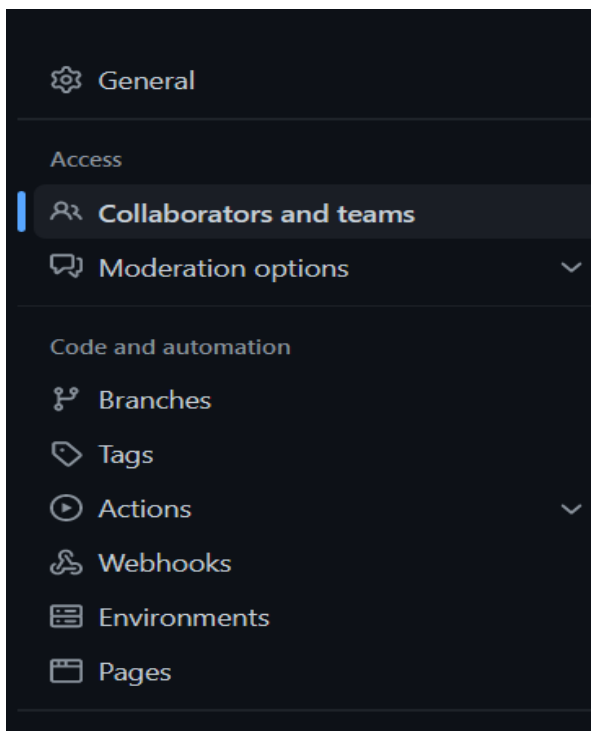 General
Access
Collaborators and teams
Moderation options
Code and automation
Branches
Tags
Actions
Webhooks
Environments
Pages